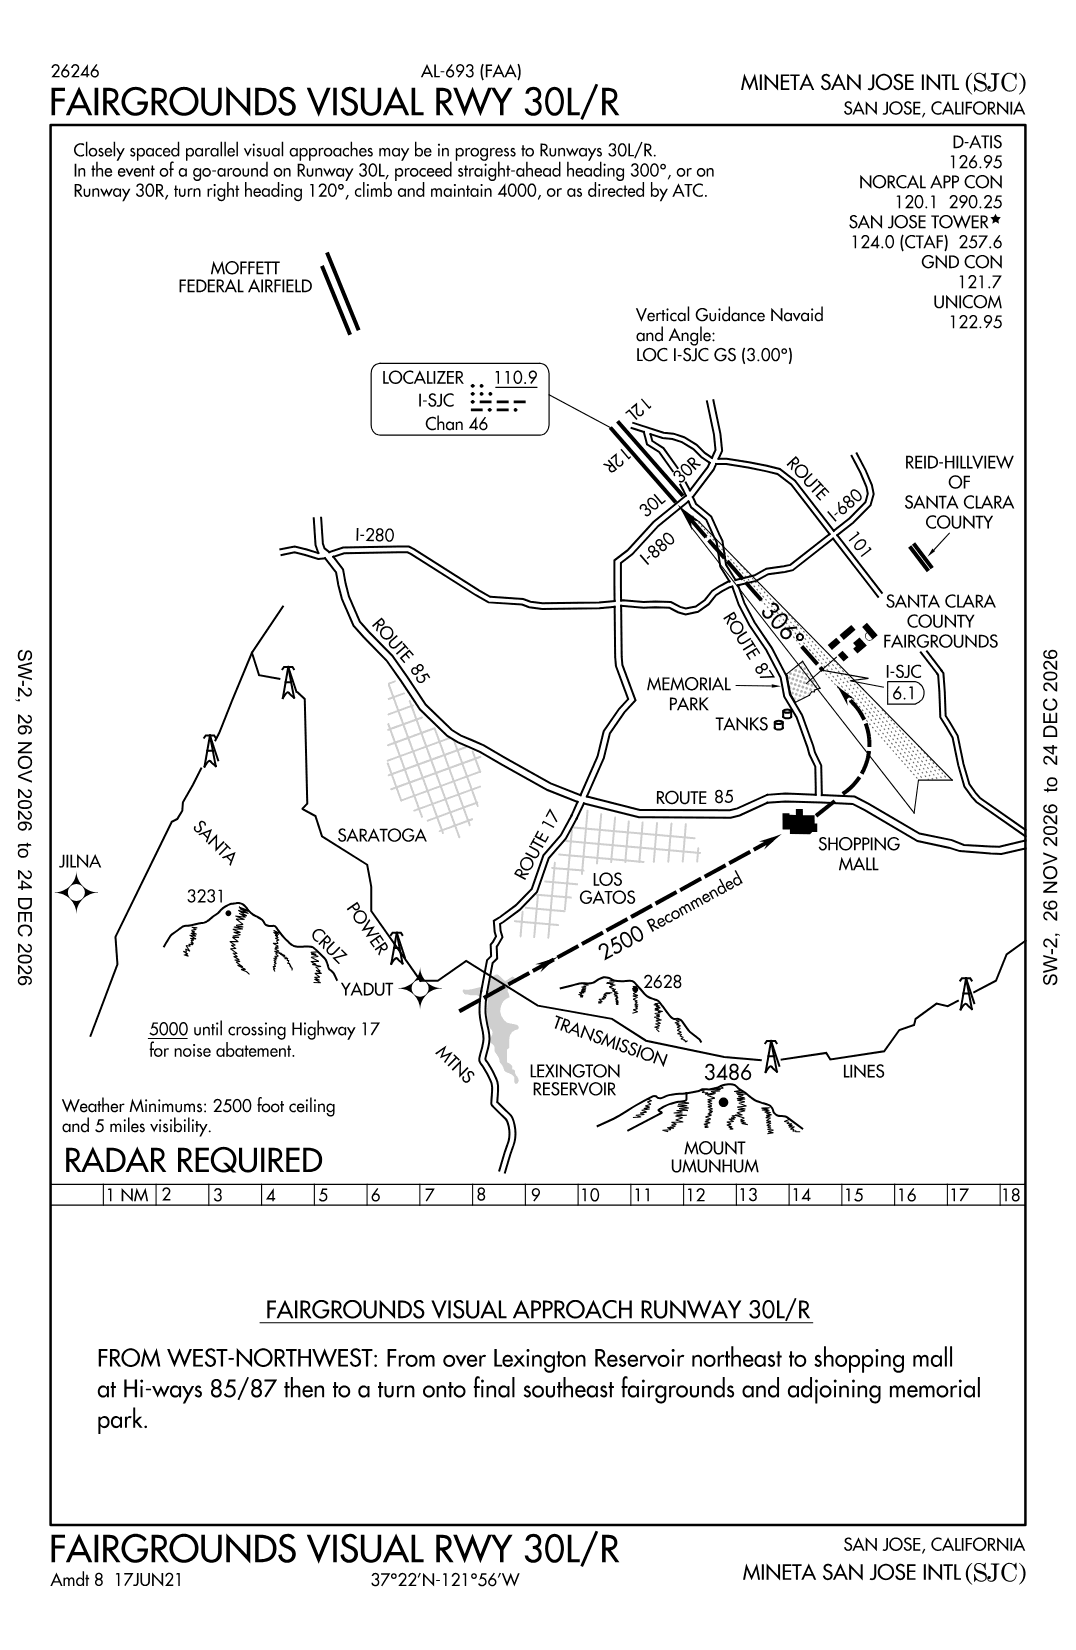 26246
AL-693 (FAA)
MINETA SAN JOSE INTL (SJC)
FAIRGROUNDS VISUAL RWY 30L/R
SAN JOSE, CALIFORNIA
Closely spaced parallel visual approaches may be in progress to Runways 30L/R.
In the event of a go-around on Runway 30L, proceed straight-ahead heading 300°, or on
Runway 30R, turn right heading 120°, climb and maintain 4000, or as directed by ATC.
D-ATIS
126.95
NORCAL APP CON
120.1 290.25
SAN JOSE TOWER★
124.0 (CTAF) 257.6
GND CON
121.7
UNICOM
122.95
MOFFETT
FEDERAL AIRFIELD
Vertical Guidance Navaid
and Angle:
LOC I-SJC GS (3.00°)
LOCALIZER 110.9
I-SJC
Chan 46
12L
12R
30R
30L
ROUTE
101
I-680
I-880
REID-HILLVIEW
OF
SANTA CLARA
COUNTY
I-280
SANTA CLARA
COUNTY
FAIRGROUNDS
306°
ROUTE 85
ROUTE 87
I-SJC
6.1
MEMORIAL
PARK
TANKS
ROUTE 85
SARATOGA
ROUTE 17
SHOPPING
MALL
JILNA
SANTA
CRUZ
MTNS
LOS
GATOS
3231
POWER
TRANSMISSION
LINES
2500 Recommended
YADUT
2628
5000 until crossing Highway 17
for noise abatement.
LEXINGTON
RESERVOIR
3486
MOUNT
UMUNHUM
Weather Minimums: 2500 foot ceiling
and 5 miles visibility.
RADAR REQUIRED
1 NM 2 3 4 5 6 7 8 9 10 11 12 13 14 15 16 17 18
FAIRGROUNDS VISUAL APPROACH RUNWAY 30L/R
FROM WEST-NORTHWEST: From over Lexington Reservoir northeast to shopping mall
at Hi-ways 85/87 then to a turn onto final southeast fairgrounds and adjoining memorial
park.
FAIRGROUNDS VISUAL RWY 30L/R
SAN JOSE, CALIFORNIA
Amdt 8 17JUN21
37°22'N-121°56'W
MINETA SAN JOSE INTL (SJC)
SW-2, 26 NOV 2026 to 24 DEC 2026
SW-2, 26 NOV 2026 to 24 DEC 2026